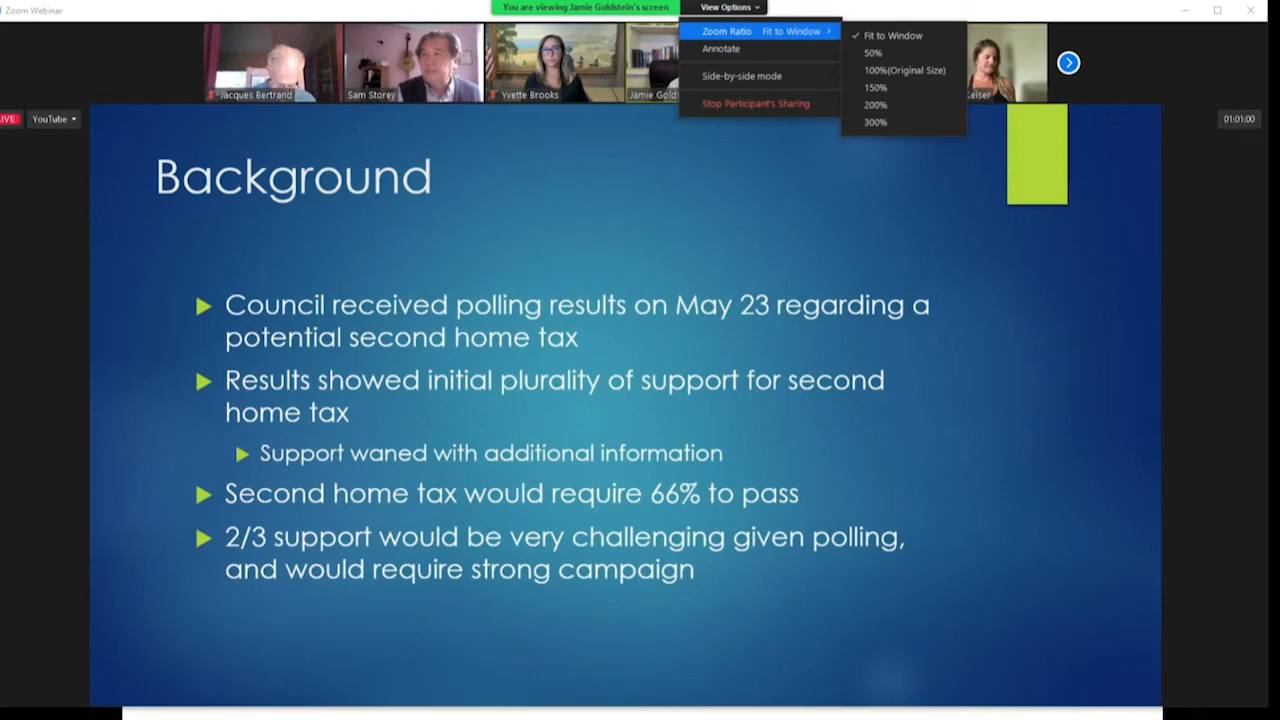 Zoom Webinar
You are viewing Jamie Goldstein's screen
View Options
Zoom Ratio Fit to Window
Annotate
Side-by-side mode
Stop Participant's Sharing
Fit to Window
50%
100%(Original Size)
150%
200%
300%
Jacques Bertrand
Sam Storey
Yvette Brooks
Jamie Golds
Keiser
LIVE
YouTube
01:01:00
Background
Council received polling results on May 23 regarding a
potential second home tax
Results showed initial plurality of support for second
home tax
Support waned with additional information
Second home tax would require 66% to pass
2/3 support would be very challenging given polling,
and would require strong campaign